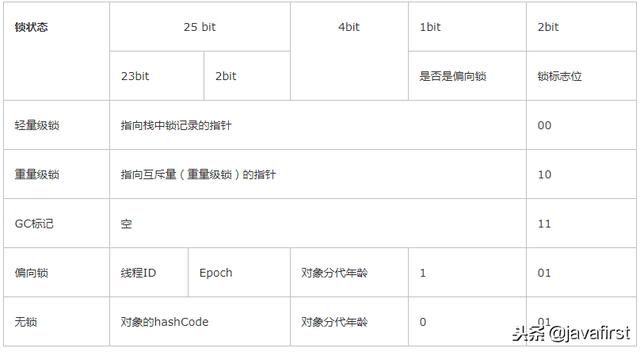 锁状态 25 bit 4bit 1bit 2bit
23bit 2bit 是否是偏向锁 锁标志位
轻量级锁 指向栈中锁记录的指针 00
重量级锁 指向互斥量（重量级锁）的指针 10
GC标记 空 11
偏向锁 线程ID Epoch 对象分代年龄 1 01
无锁 对象的hashCode 对象分代年龄 0 01
头条 @javafirst